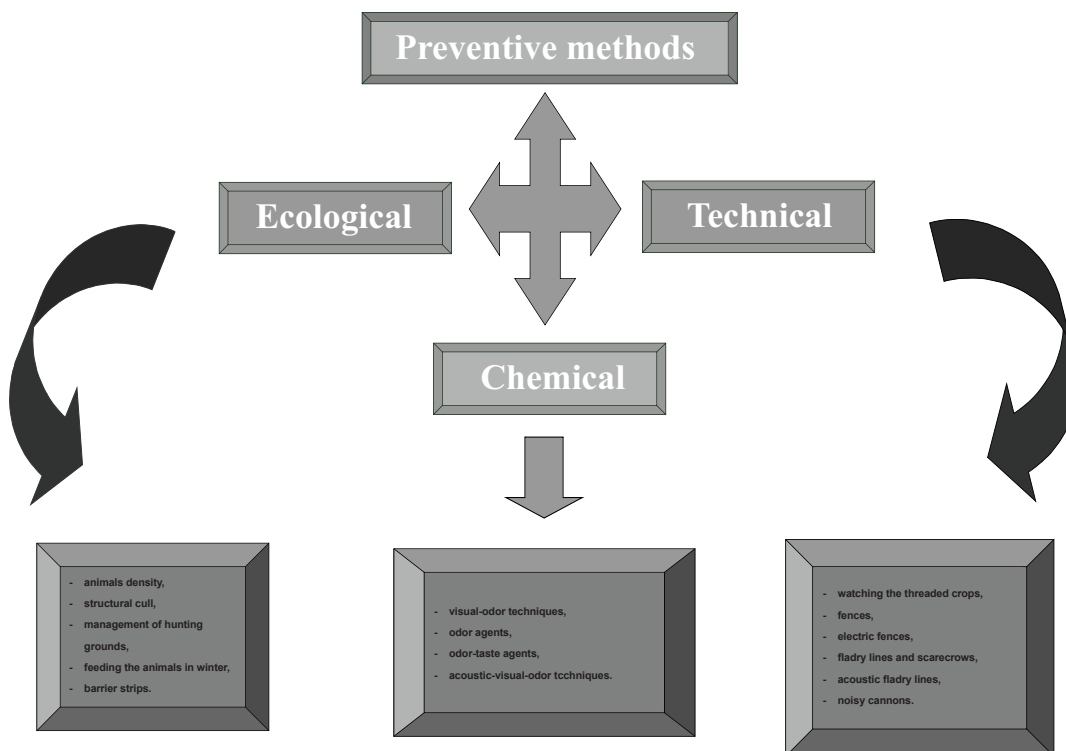 Preventive methods
Ecological
Technical
Chemical
- animals density,
- structural cull,
- management of hunting
grounds,
- feeding the animals in winter,
- barrier strips.
- visual-odor techniques,
- odor agents,
- odor-taste agents,
- acoustic-visual-odor tcchniques.
- watching the threaded crops,
- fences,
- electric fences,
- fladry lines and scarecrows,
- acoustic fladry lines,
- noisy cannons.